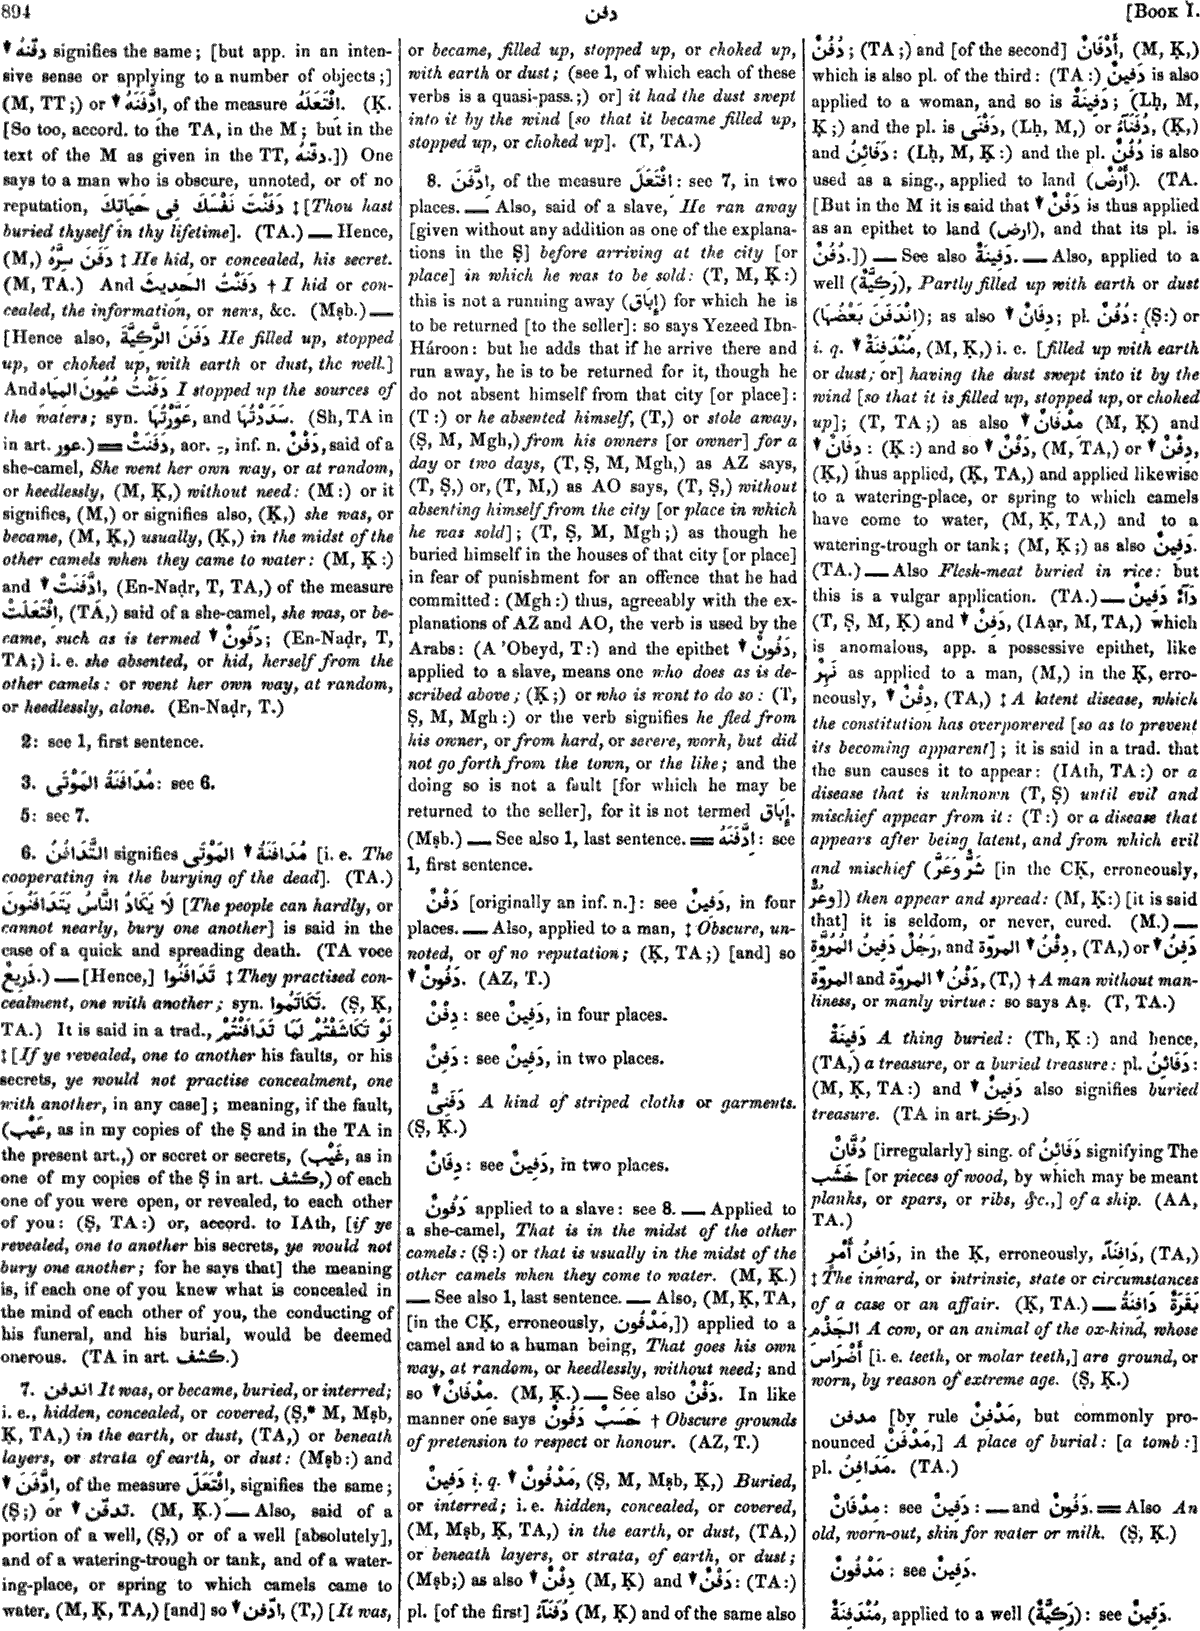 894
دفن
[Book I.
دفّنهُ ▼ signifies the same; [but app. in an inten-
sive sense or applying to a number of objects;]
(M, TT;) or ▼ اِدَّفَنَهُ, of the measure اِفْتَعَلَهُ. (Ḳ.
[So too, accord. to the TA, in the M; but in the
text of the M as given in the TT, دفّنهُ.]) One
says to a man who is obscure, unnoted, or of no
reputation, دَفَنْتَ نَفْسَكَ فِى حَيَاتِكَ ‡ [Thou hast
buried thyself in thy lifetime]. (TA.) — Hence,
(M,) دَفَنَ سِرَّهُ ‡ He hid, or concealed, his secret.
(M, TA.) And دَفَنْتُ الحَدِيثَ † I hid or con-
cealed, the information, or news, &c. (Mṣb.) —
[Hence also, دَفَنَ الرَّكِيَّةَ He filled up, stopped
up, or choked up, with earth or dust, the well.]
And دَفَنْتُ عُيُونَ المِيَاهِ I stopped up the sources of
the waters; syn. عَوَّرْتُهَا, and سَدَدْتُهَا. (Sh, TA in
in art. عور.) == دَفَنَتْ, aor. ـِ, inf. n. دَفْنٌ, said of a
she-camel, She went her own way, or at random,
or heedlessly, (M, Ḳ,) without need: (M:) or it
signifies, (M,) or signifies also, (Ḳ,) she was, or
became, (M, Ḳ,) usually, (Ḳ,) in the midst of the
other camels when they came to water: (M, Ḳ:)
and ▼ اِدَّفَنَتْ, (En-Naḍr, T, TA,) of the measure
اِفْتَعَلَتْ, (TA,) said of a she-camel, she was, or be-
came, such as is termed ▼ دَفُونٌ; (En-Naḍr, T,
TA;) i. e. she absented, or hid, herself from the
other camels: or went her own way, at random,
or heedlessly, alone. (En-Naḍr, T.)
2: see 1, first sentence.
3. مُدَافَنَةُ المَوْتَى: see 6.
5: see 7.
6. التَّدَافُنُ signifies مُدَافَنَةُ ▼ المَوْتَى [i. e. The
cooperating in the burying of the dead]. (TA.)
لَا يَكَادُ النَّاسُ يَتَدَافَنُونَ [The people can hardly, or
cannot nearly, bury one another] is said in the
case of a quick and spreading death. (TA voce
ذَرِيعٌ.) — [Hence,] تَدَافَنُوا ‡ They practised con-
cealment, one with another; syn. تَكَاتَمُوا. (Ṣ, Ḳ,
TA.) It is said in a trad., لَوْ تَكَاشَفْتُمْ لَمَا تَدَافَنْتُمْ
‡ [If ye revealed, one to another his faults, or his
secrets, ye would not practise concealment, one
with another, in any case]; meaning, if the fault,
(عَيْب, as in my copies of the Ṣ and in the TA in
the present art.,) or secret or secrets, (غَيْب, as in
one of my copies of the Ṣ in art. كشف,) of each
one of you were open, or revealed, to each other
of you: (Ṣ, TA:) or, accord. to IAth, [if ye
revealed, one to another his secrets, ye would not
bury one another; for he says that] the meaning
is, if each one of you knew what is concealed in
the mind of each other of you, the conducting of
his funeral, and his burial, would be deemed
onerous. (TA in art. كشف.)
7. اندفن It was, or became, buried, or interred;
i. e., hidden, concealed, or covered, (Ṣ,* M, Mṣb,
Ḳ, TA,) in the earth, or dust, (TA,) or beneath
layers, or strata of earth, or dust: (Mṣb:) and
▼ اِدَّفَنَ, of the measure اِفْتَعَلَ, signifies the same;
(Ṣ;) or ▼ تدفّن. (M, Ḳ.) — Also, said of a
portion of a well, (Ṣ,) or of a well [absolutely],
and of a watering-trough or tank, and of a water-
ing-place, or spring to which camels came to
water, (M, Ḳ, TA,) [and] so ▼ ادّفن, (T,) [It was,
or became, filled up, stopped up, or choked up,
with earth or dust; (see 1, of which each of these
verbs is a quasi-pass.;) or] it had the dust swept
into it by the wind [so that it became filled up,
stopped up, or choked up]. (T, TA.)
8. اِدَّفَنَ, of the measure اِفْتَعَلَ: see 7, in two
places. — Also, said of a slave, He ran away
[given without any addition as one of the explana-
tions in the Ṣ] before arriving at the city [or
place] in which he was to be sold: (T, M, Ḳ:)
this is not a running away (إِبَاق) for which he is
to be returned [to the seller]: so says Yezeed Ibn-
Hároon: but he adds that if he arrive there and
run away, he is to be returned for it, though he
do not absent himself from that city [or place]:
(T:) or he absented himself, (T,) or stole away,
(Ṣ, M, Mgh,) from his owners [or owner] for a
day or two days, (T, Ṣ, M, Mgh,) as AZ says,
(T, Ṣ,) or, (T, M,) as AO says, (T, Ṣ,) without
absenting himself from the city [or place in which
he was sold]; (T, Ṣ, M, Mgh;) as though he
buried himself in the houses of that city [or place]
in fear of punishment for an offence that he had
committed: (Mgh:) thus, agreeably with the ex-
planations of AZ and AO, the verb is used by the
Arabs: (A 'Obeyd, T:) and the epithet ▼ دَفُونٌ,
applied to a slave, means one who does as is de-
scribed above; (Ḳ;) or who is wont to do so: (T,
Ṣ, M, Mgh:) or the verb signifies he fled from
his owner, or from hard, or severe, work, but did
not go forth from the town, or the like; and the
doing so is not a fault [for which he may be
returned to the seller], for it is not termed إِبَاق.
(Mṣb.) — See also 1, last sentence. == اِدَّفَنَهُ: see
1, first sentence.
دَفْنٌ [originally an inf. n.]: see دَفِينٌ, in four
places. — Also, applied to a man, ‡ Obscure, un-
noted, or of no reputation; (Ḳ, TA;) [and] so
▼ دَفُونٌ. (AZ, T.)
دِفْنٌ: see دَفِينٌ, in four places.
دَفِنٌ: see دَفِينٌ, in two places.
دَفَنِىٌّ A kind of striped cloths or garments.
(Ṣ, Ḳ.)
دِفَانٌ: see دَفِينٌ, in two places.
دَفُونٌ applied to a slave: see 8. — Applied to
a she-camel, That is in the midst of the other
camels: (Ṣ:) or that is usually in the midst of the
other camels when they come to water. (M, Ḳ.)
— See also 1, last sentence. — Also, (M, Ḳ, TA,
[in the CḲ, erroneously, مَدْفُون,]) applied to a
camel and to a human being, That goes his own
way, at random, or heedlessly, without need; and
so ▼ مِدْفَانٌ. (M, Ḳ.) — See also دَفْنٌ. In like
manner one says حَسَبٌ دَفُونٌ † Obscure grounds
of pretension to respect or honour. (AZ, T.)
دَفِينٌ i. q. ▼ مَدْفُونٌ, (Ṣ, M, Mṣb, Ḳ,) Buried,
or interred; i. e. hidden, concealed, or covered,
(M, Mṣb, Ḳ, TA,) in the earth, or dust, (TA,)
or beneath layers, or strata, of earth, or dust;
(Mṣb;) as also ▼ دِفْنٌ (M, Ḳ) and ▼ دَفْنٌ: (TA:)
pl. [of the first] دُفَنَآءُ (M, Ḳ) and of the same also
دُفُنٌ; (TA;) and [of the second] أَدْفَانٌ, (M, Ḳ,)
which is also pl. of the third: (TA:) دَفِينٌ is also
applied to a woman, and so is دَفِينَةٌ; (Lḥ, M,
Ḳ;) and the pl. is دَفْنَى, (Lḥ, M,) or دُفَنَآءُ, (Ḳ,)
and دَفَائِنُ: (Lḥ, M, Ḳ:) and the pl. دُفُنٌ is also
used as a sing., applied to land (أَرْضٌ). (TA.
[But in the M it is said that ▼ دَفْنٌ is thus applied
as an epithet to land (ارض), and that its pl. is
دُفُنٌ.]) — See also دَفِينَةٌ. — Also, applied to a
well (رَكِيَّةٌ), Partly filled up with earth or dust
(اِنْدَفَنَ بَعْضُهَا); as also ▼ دِفَانٌ; pl. دُفُنٌ: (Ṣ:) or
i. q. ▼ مُنْدَفِنَةٌ, (M, Ḳ,) i. e. [filled up with earth
or dust; or] having the dust swept into it by the
wind [so that it is filled up, stopped up, or choked
up]; (T, TA;) as also ▼ مِدْفَانٌ (M, Ḳ) and
▼ دِفَانٌ: (Ḳ:) and so ▼ دَفْنٌ, (M, TA,) or ▼ دِفْنٌ,
(Ḳ,) thus applied, (Ḳ, TA,) and applied likewise
to a watering-place, or spring to which camels
have come to water, (M, Ḳ, TA,) and to a
watering-trough or tank; (M, Ḳ;) as also دَفِينٌ.
(TA.) — Also Flesh-meat buried in rice: but
this is a vulgar application. (TA.) — دَآءٌ دَفِينٌ
(T, Ṣ, M, Ḳ) and ▼ دَفِنٌ, (IAạr, M, TA,) which
is anomalous, app. a possessive epithet, like
نَهِرٌ as applied to a man, (M,) in the Ḳ, erro-
neously, ▼ دِفْنٌ, (TA,) ‡ A latent disease, which
the constitution has overpowered [so as to prevent
its becoming apparent]; it is said in a trad. that
the sun causes it to appear: (IAth, TA:) or a
disease that is unknown (T, Ṣ) until evil and
mischief appear from it: (T:) or a disease that
appears after being latent, and from which evil
and mischief (شَرٌّ وَعَرٌّ [in the CḲ, erroneously,
وعُر]) then appear and spread: (M, Ḳ:) [it is said
that] it is seldom, or never, cured. (M.) —
رَجُلٌ دَفِينُ المُرُوَّةِ, and المروّة ▼ دِفْنُ, (TA,) or ▼ دَفْنُ
المروّة and المروّة ▼ دَفِنُ, (T,) † A man without man-
liness, or manly virtue: so says Aṣ. (T, TA.)
دَفِينَةٌ A thing buried: (Th, Ḳ:) and hence,
(TA,) a treasure, or a buried treasure: pl. دَفَائِنُ:
(M, Ḳ, TA:) and ▼ دَفِينٌ also signifies buried
treasure. (TA in art. ركز.)
دُفَّانٌ [irregularly] sing. of دَفَائِنُ signifying The
خَشَب [or pieces of wood, by which may be meant
planks, or spars, or ribs, &c.,] of a ship. (AA,
TA.)
دَافِنُ أَمْرٍ, in the Ḳ, erroneously, دَافِنَآء, (TA,)
‡ The inward, or intrinsic, state or circumstances
of a case or an affair. (Ḳ, TA.) — بَقَرَةٌ دَافِنَةُ
الجِذْمِ A cow, or an animal of the ox-kind, whose
أَضْرَاس [i. e. teeth, or molar teeth,] are ground, or
worn, by reason of extreme age. (Ṣ, Ḳ.)
مدفن [by rule مَدْفِنٌ, but commonly pro-
nounced مَدْفَنٌ,] A place of burial: [a tomb:]
pl. مَدَافِنُ. (TA.)
مِدْفَانٌ: see دَفِينٌ: — and دَفُونٌ. == Also An
old, worn-out, skin for water or milk. (Ṣ, Ḳ.)
مَدْفُونٌ: see دَفِينٌ.
مُنْدَفِنَةٌ, applied to a well (رَكِيَّةٌ): see دَفِينٌ.